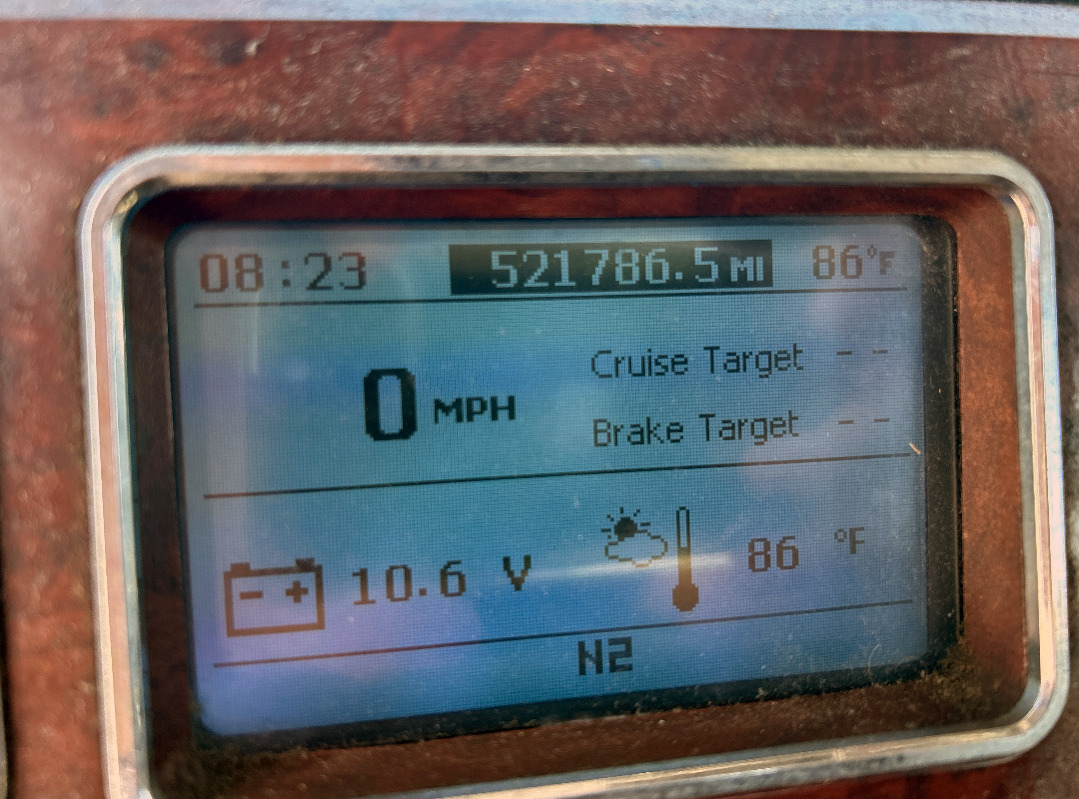 08:23 521786.5 MI 86°F
Cruise Target - -
0 MPH
Brake Target - -
- + 10.6 V 86 °F
N2